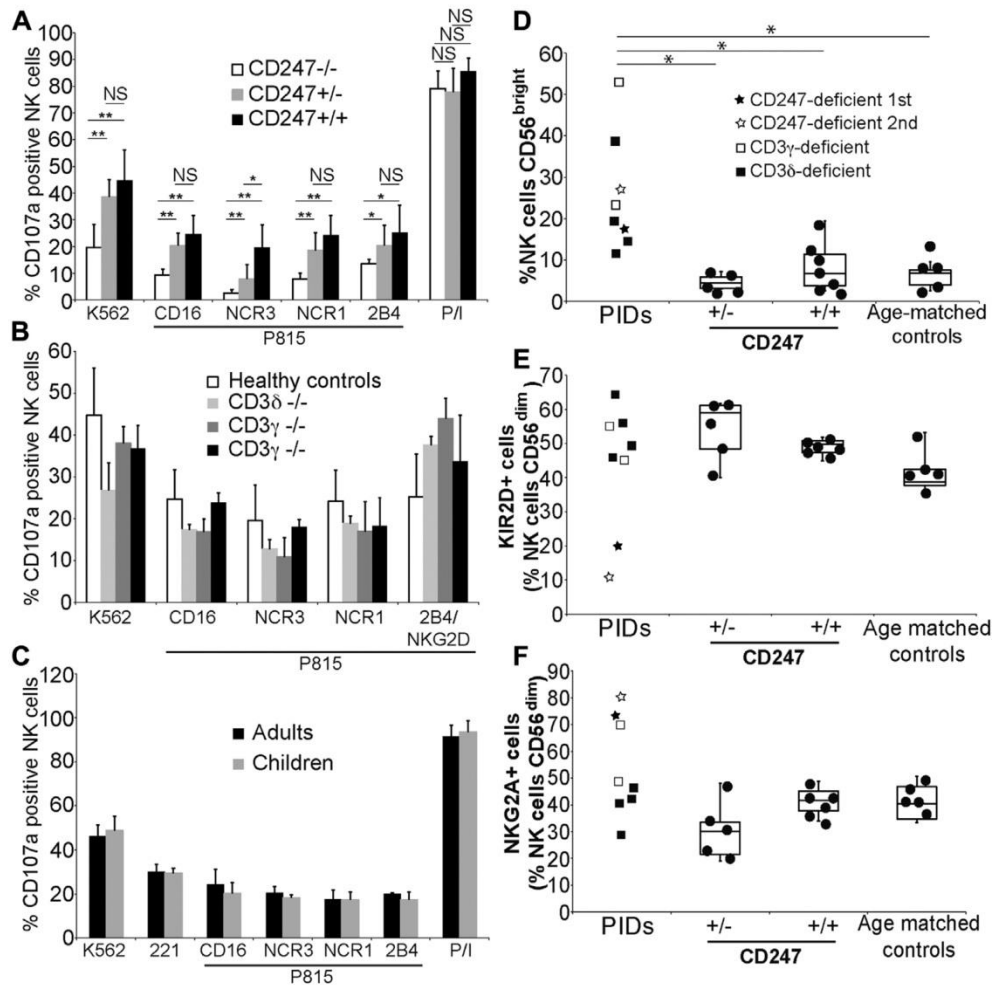 A
% CD107a positive NK cells
100
90
80
70
60
50
40
30
20
10
0
CD247-/-
CD247+/-
CD247+/+
NS
**
**
NS
**
**
*
**
**
NS
**
**
NS
*
*
NS
NS
NS
K562 CD16 NCR3 NCR1 2B4 P/I
P815
B
% CD107a positive NK cells
60
50
40
30
20
10
0
Healthy controls
CD3δ -/-
CD3γ -/-
CD3γ -/-
K562 CD16 NCR3 NCR1 2B4/
NKG2D
P815
C
% CD107a positive NK cells
120
100
80
60
40
20
0
Adults
Children
K562 221 CD16 NCR3 NCR1 2B4 P/I
P815
D
%NK cells CD56bright
60
50
40
30
20
10
0
*
*
*
CD247-deficient 1st
CD247-deficient 2nd
CD3γ-deficient
CD3δ-deficient
PIDs +/- +/+ Age-matched
CD247 controls
E
KIR2D+ cells
(% NK cells CD56dim)
70
60
50
40
30
20
10
0
PIDs +/- +/+ Age matched
CD247 controls
F
NKG2A+ cells
(% NK cells CD56dim)
90
80
70
60
50
40
30
20
10
0
PIDs +/- +/+ Age matched
CD247 controls